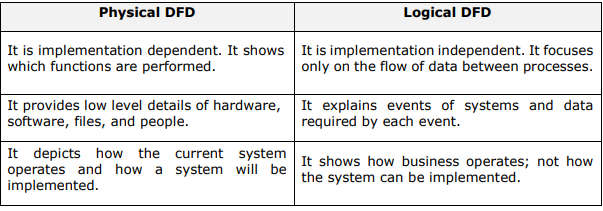 Physical DFD
Logical DFD
It is implementation dependent. It shows
which functions are performed.
It is implementation independent. It focuses
only on the flow of data between processes.
It provides low level details of hardware,
software, files, and people.
It explains events of systems and data
required by each event.
It depicts how the current system
operates and how a system will be
implemented.
It shows how business operates; not how
the system can be implemented.